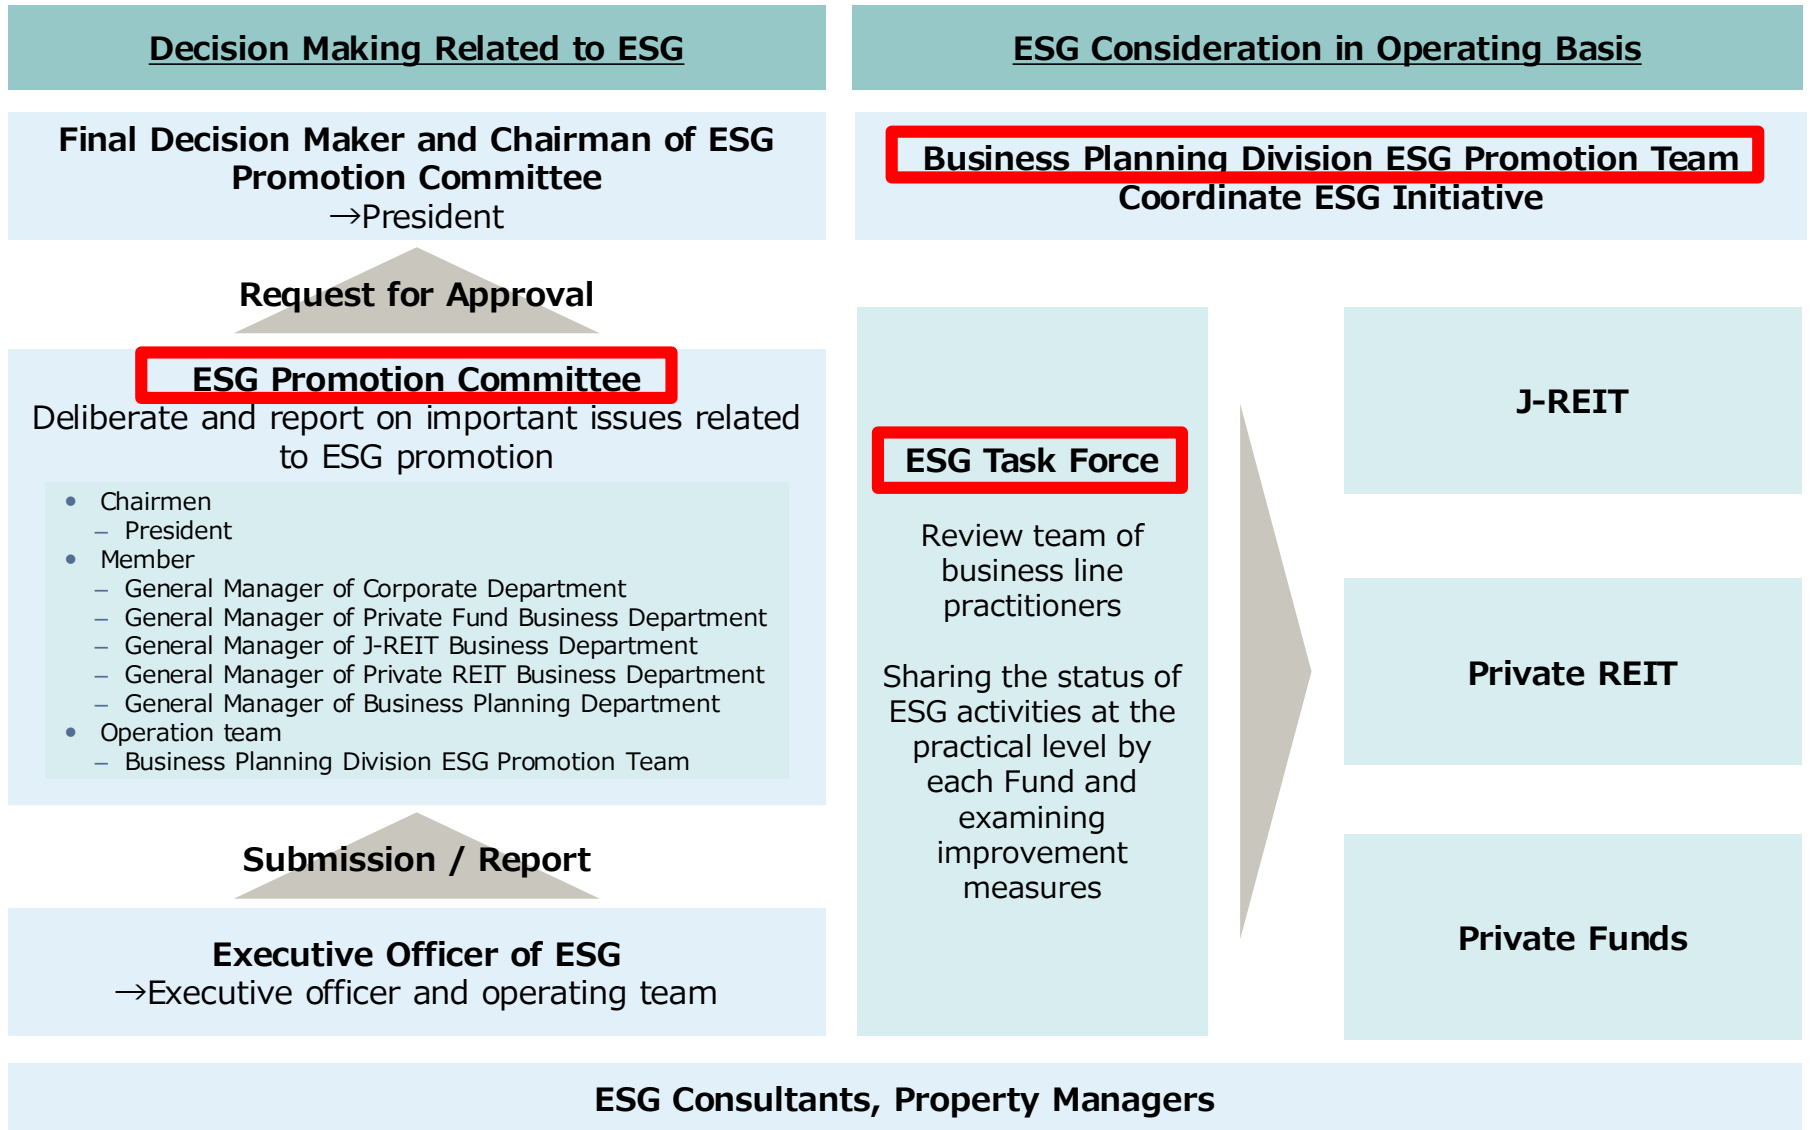 Decision Making Related to ESG
Final Decision Maker and Chairman of ESG
Promotion Committee
→President
Request for Approval
ESG Promotion Committee
Deliberate and report on important issues related
to ESG promotion
• Chairmen
– President
• Member
– General Manager of Corporate Department
– General Manager of Private Fund Business Department
– General Manager of J-REIT Business Department
– General Manager of Private REIT Business Department
– General Manager of Business Planning Department
• Operation team
– Business Planning Division ESG Promotion Team
Submission / Report
Executive Officer of ESG
→Executive officer and operating team
ESG Consideration in Operating Basis
Business Planning Division ESG Promotion Team
Coordinate ESG Initiative
ESG Task Force
Review team of
business line
practitioners
Sharing the status of
ESG activities at the
practical level by
each Fund and
examining
improvement
measures
J-REIT
Private REIT
Private Funds
ESG Consultants, Property Managers